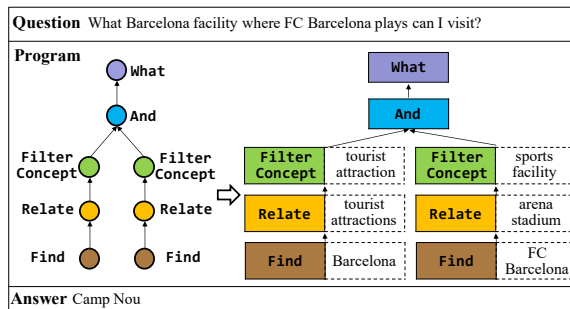 Question What Barcelona facility where FC Barcelona plays can I visit?
Program
What
And
Filter Concept
Filter Concept
Relate
Relate
Find
Find
What
And
Filter Concept tourist attraction
Filter Concept sports facility
Relate tourist attractions
Relate arena stadium
Find Barcelona
Find FC Barcelona
Answer Camp Nou